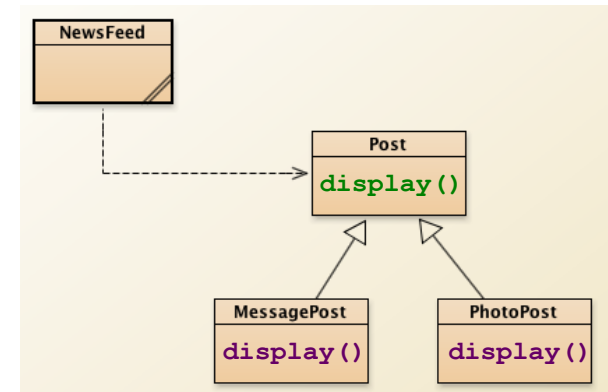 NewsFeed
Post
display()
MessagePost
display()
PhotoPost
display()